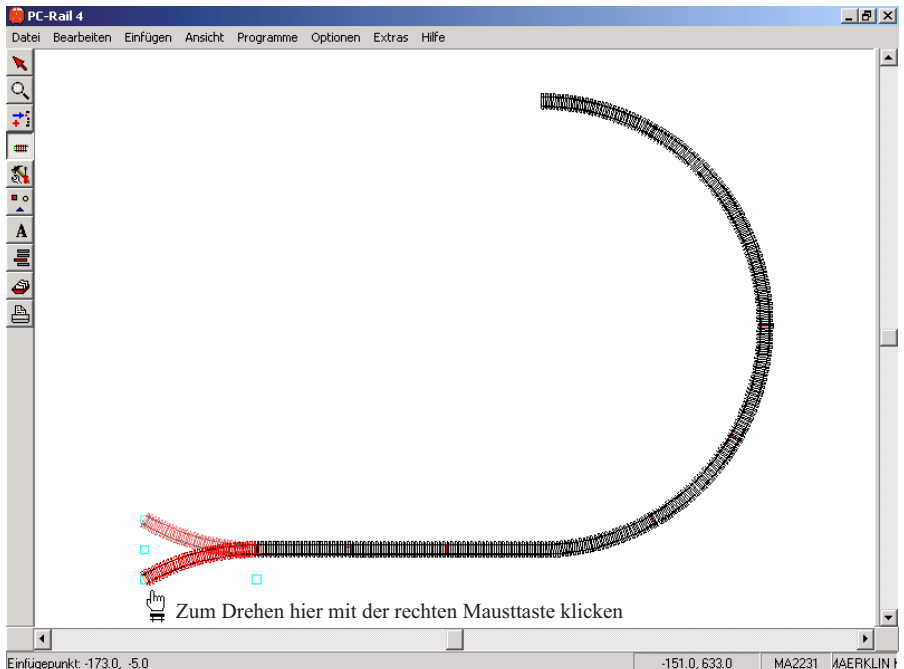 PC-Rail 4
Datei Bearbeiten Einfügen Ansicht Programme Optionen Extras Hilfe
A
Zum Drehen hier mit der rechten Mausttaste klicken
Einfügepunkt: -173.0, -5.0 -151.0, 633.0 MA2231 MAERKLIN